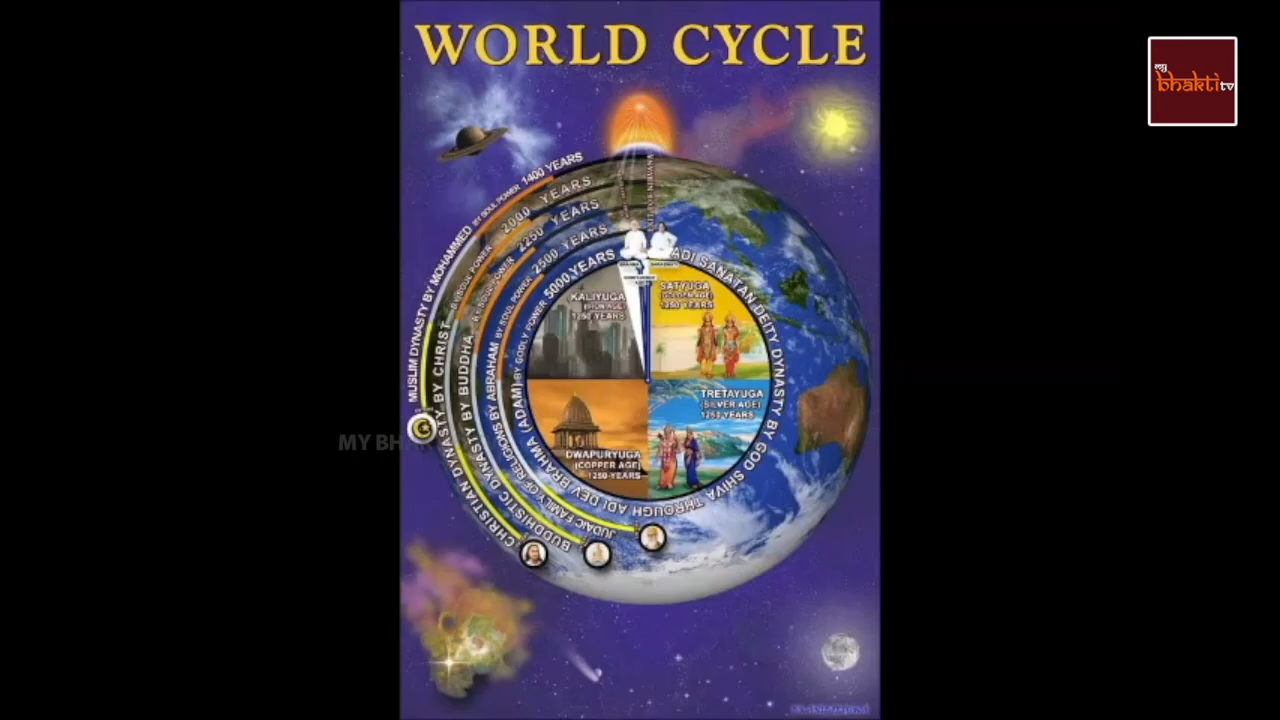 WORLD CYCLE
my
bhakti tv
MUSLIM DYNASTY BY MOHAMMED BY SOUL POWER 1400 YEARS
CHRISTIAN DYNASTY BY CHRIST BY SOUL POWER 2000 YEARS
BUDDHISTIC DYNASTY BY BUDDHA BY SOUL POWER 2250 YEARS
JUDAIC FAMILY OF RELIGIONS BY ABRAHAM BY SOUL POWER 2500 YEARS
ADI SANATAN DEITY DYNASTY BY GOD SHIVA THROUGH ADI DEV BRAHMA (ADAM) BY GODLY POWER 5000 YEARS
KALIYUGA
(IRON AGE)
1250 YEARS
SATYUGA
(GOLDEN AGE)
1250 YEARS
TRETAYUGA
(SILVER AGE)
1250 YEARS
DWAPURYUGA
(COPPER AGE)
1250 YEARS
MY BH